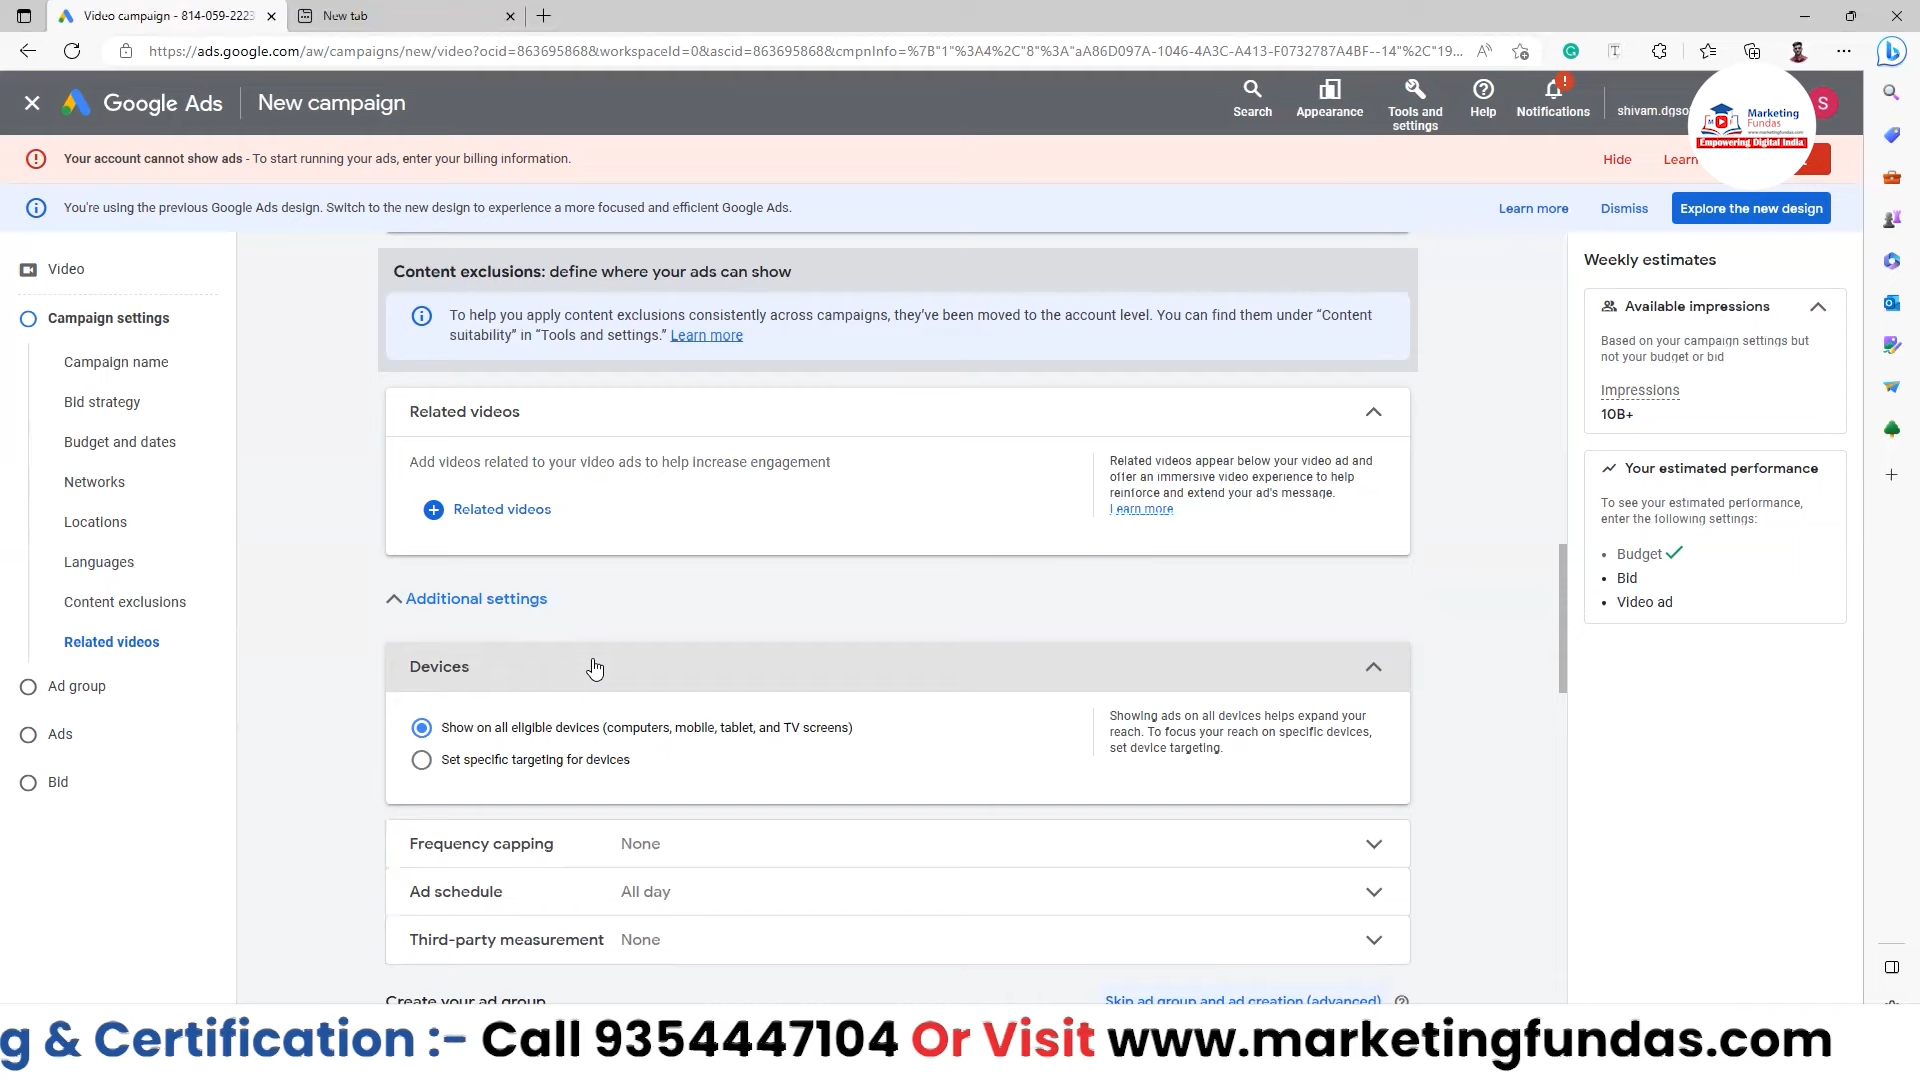 Video campaign - 814-059-2223
New tab
https://ads.google.com/aw/campaigns/new/video?ocid=863695868&workspaceId=0&ascid=863695868&cmpnInfo=%7B"1"%3A4%2C"8"%3A"aA86D097A-1046-4A3C-A413-F0732787A4BF--14"%2C"19...
Google Ads
New campaign
Search
Appearance
Tools and
settings
Help
Notifications
shivam.dgso
S
Marketing
Fundas
www.marketingfundas.com
Empowering Digital India
Your account cannot show ads - To start running your ads, enter your billing information.
Hide
Learn
You're using the previous Google Ads design. Switch to the new design to experience a more focused and efficient Google Ads.
Learn more
Dismiss
Explore the new design
Video
Campaign settings
Campaign name
Bid strategy
Budget and dates
Networks
Locations
Languages
Content exclusions
Related videos
Ad group
Ads
Bid
Content exclusions: define where your ads can show
To help you apply content exclusions consistently across campaigns, they've been moved to the account level. You can find them under “Content
suitability” in “Tools and settings.” Learn more
Related videos
Add videos related to your video ads to help increase engagement
Related videos
Related videos appear below your video ad and
offer an immersive video experience to help
reinforce and extend your ad's message.
Learn more
Additional settings
Devices
Show on all eligible devices (computers, mobile, tablet, and TV screens)
Set specific targeting for devices
Showing ads on all devices helps expand your
reach. To focus your reach on specific devices,
set device targeting.
Frequency capping None
Ad schedule All day
Third-party measurement None
Create your ad group
Skip ad group and ad creation (advanced)
Weekly estimates
Available impressions
Based on your campaign settings but
not your budget or bid
Impressions
10B+
Your estimated performance
To see your estimated performance,
enter the following settings:
• Budget
• Bid
• Video ad
g & Certification :- Call 9354447104 Or Visit www.marketingfundas.com